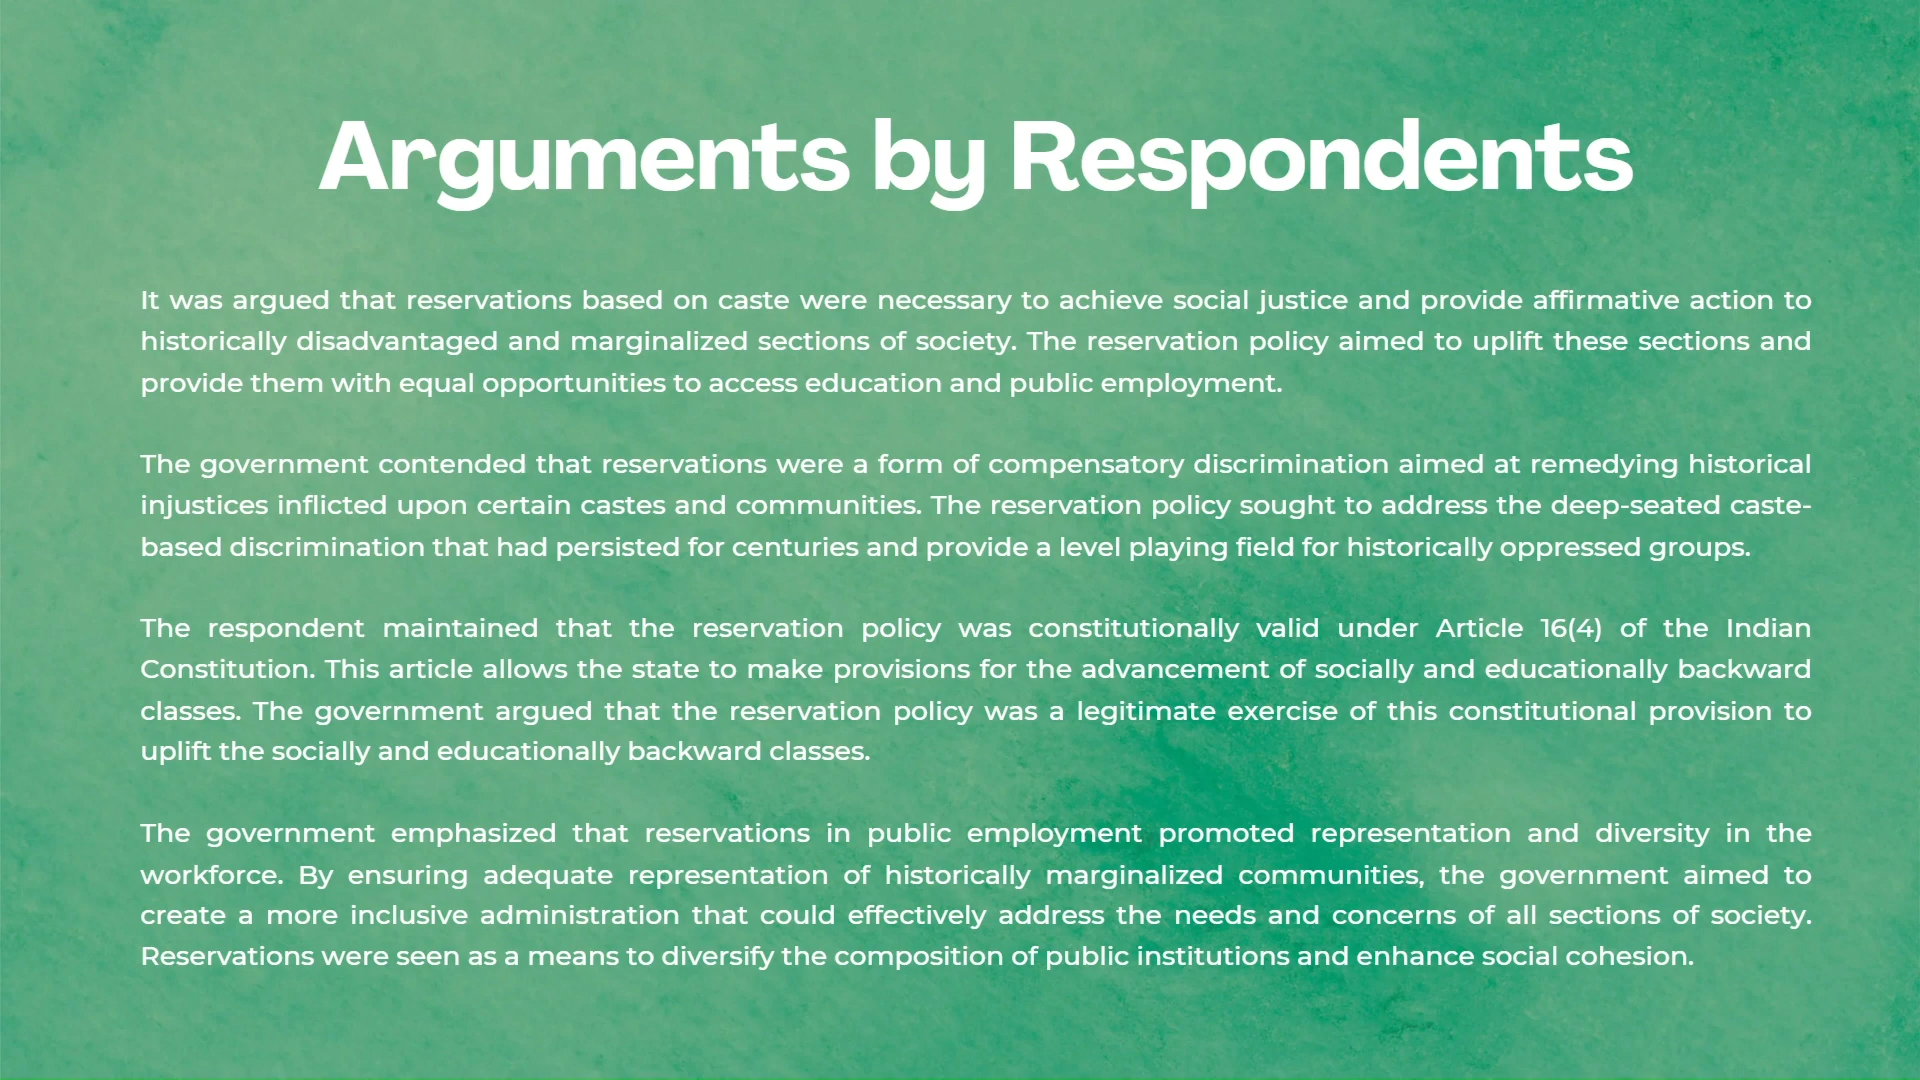 Arguments by Respondents
It was argued that reservations based on caste were necessary to achieve social justice and provide affirmative action to
historically disadvantaged and marginalized sections of society. The reservation policy aimed to uplift these sections and
provide them with equal opportunities to access education and public employment.
The government contended that reservations were a form of compensatory discrimination aimed at remedying historical
injustices inflicted upon certain castes and communities. The reservation policy sought to address the deep-seated caste-
based discrimination that had persisted for centuries and provide a level playing field for historically oppressed groups.
The respondent maintained that the reservation policy was constitutionally valid under Article 16(4) of the Indian
Constitution. This article allows the state to make provisions for the advancement of socially and educationally backward
classes. The government argued that the reservation policy was a legitimate exercise of this constitutional provision to
uplift the socially and educationally backward classes.
The government emphasized that reservations in public employment promoted representation and diversity in the
workforce. By ensuring adequate representation of historically marginalized communities, the government aimed to
create a more inclusive administration that could effectively address the needs and concerns of all sections of society.
Reservations were seen as a means to diversify the composition of public institutions and enhance social cohesion.